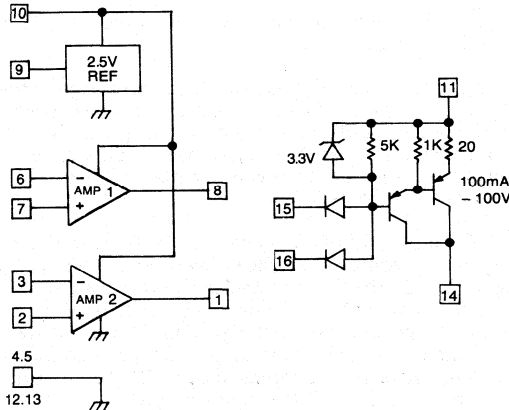 10
9
2.5V
REF
6
7
−
+
AMP 1
8
3
2
−
+
AMP 2
1
4.5
12.13
11
3.3V
5K
1K
20
100mA
− 100V
15
16
14